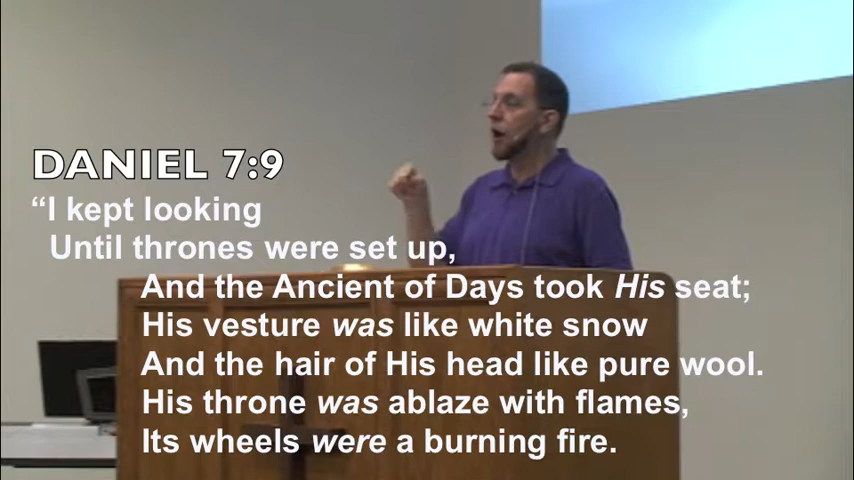 DANIEL 7:9
“I kept looking
Until thrones were set up,
And the Ancient of Days took His seat;
His vesture was like white snow
And the hair of His head like pure wool.
His throne was ablaze with flames,
Its wheels were a burning fire.